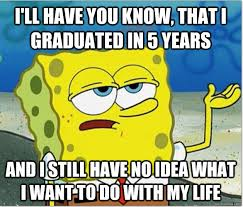 I'LL HAVE YOU KNOW, THAT I
GRADUATED IN 5 YEARS
AND I STILL HAVE NO IDEA WHAT
I WANT TO DO WITH MY LIFE